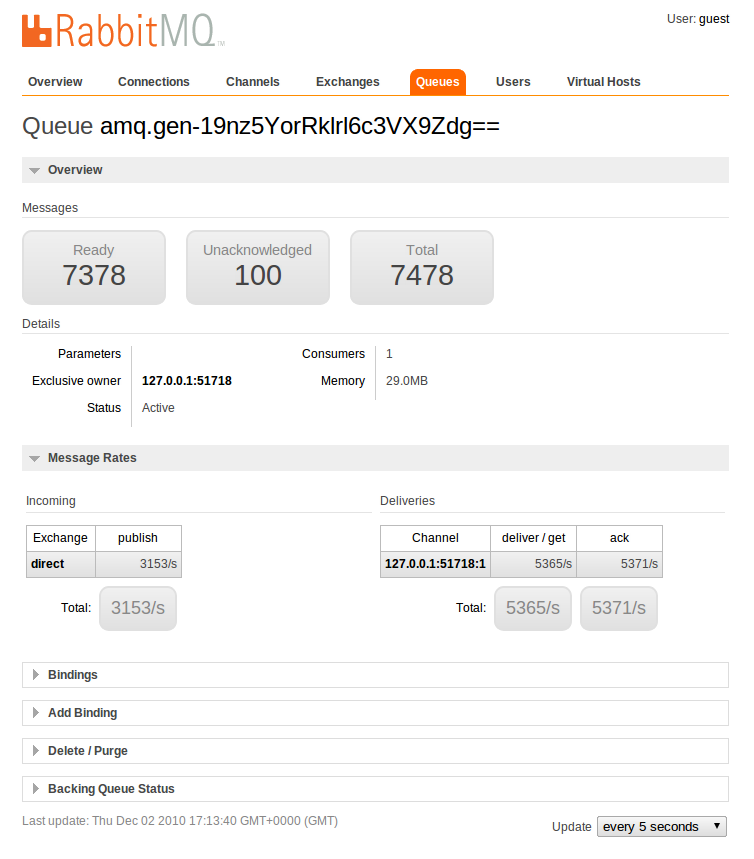 RabbitMQ™
User: guest
Overview Connections Channels Exchanges Queues Users Virtual Hosts
Queue amq.gen-19nz5YorRklrl6c3VX9Zdg==
Overview
Messages
Ready Unacknowledged Total
7378 100 7478
Details
Parameters Consumers 1
Exclusive owner 127.0.0.1:51718 Memory 29.0MB
Status Active
Message Rates
Incoming Deliveries
Exchange publish Channel deliver / get ack
direct 3153/s 127.0.0.1:51718:1 5365/s 5371/s
Total: 3153/s Total: 5365/s 5371/s
Bindings
Add Binding
Delete / Purge
Backing Queue Status
Last update: Thu Dec 02 2010 17:13:40 GMT+0000 (GMT)
Update every 5 seconds